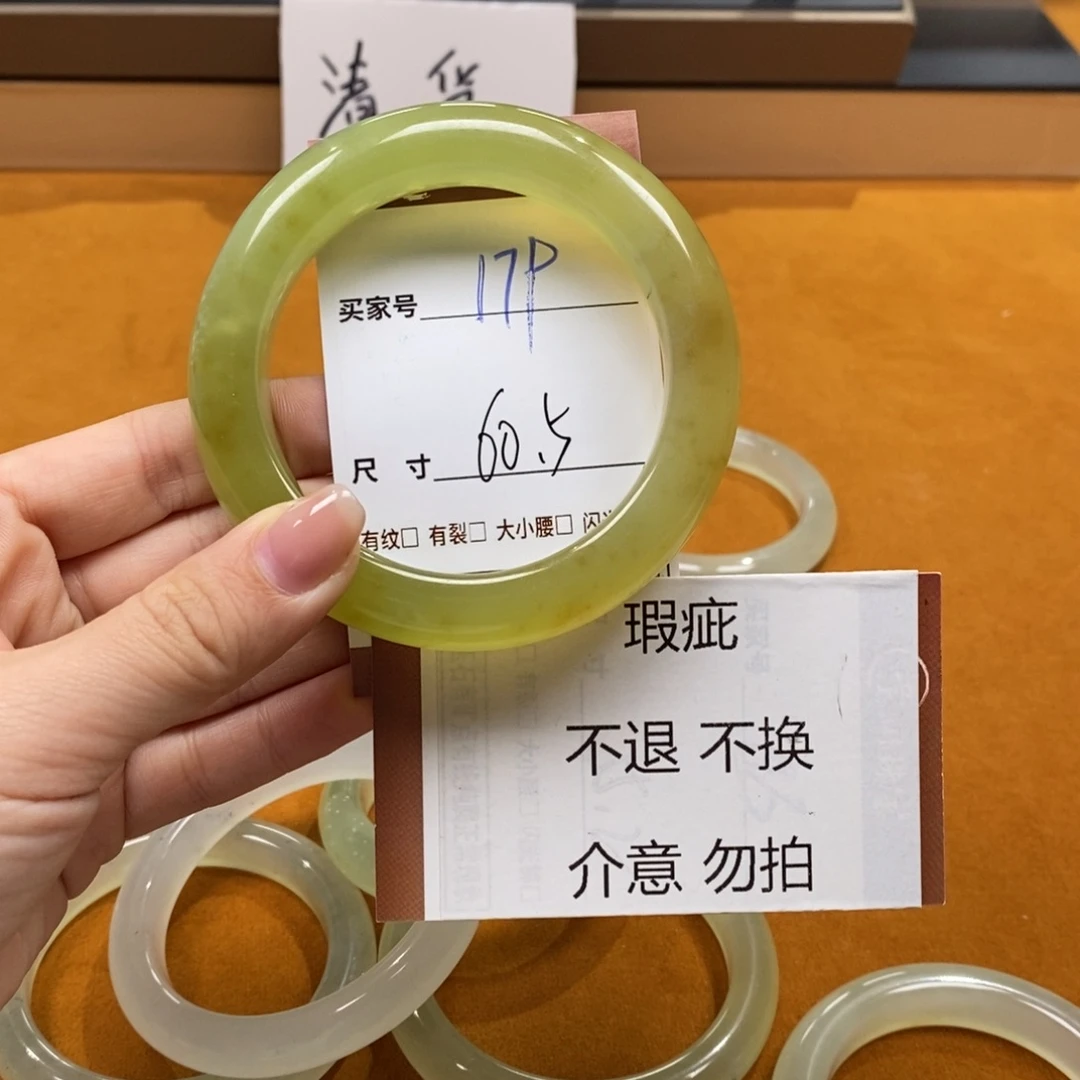 清货
买家号 17P
尺寸 60.5
有纹□ 有裂□ 大小腰□ 闪
瑕疵
不退 不换
介意 勿拍